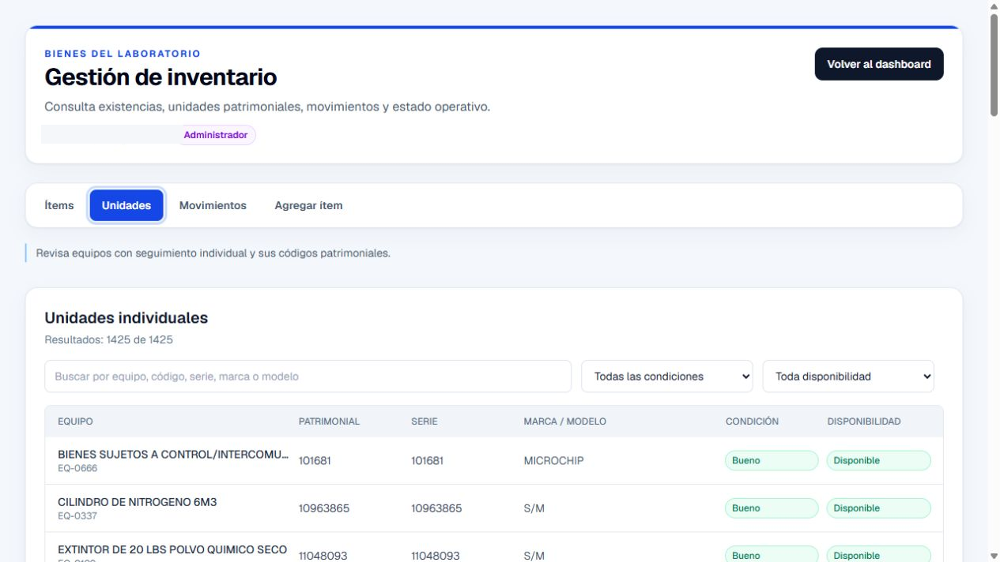 BIENES DEL LABORATORIO
Gestión de inventario
Volver al dashboard
Consulta existencias, unidades patrimoniales, movimientos y estado operativo.
Administrador
Ítems Unidades Movimientos Agregar ítem
Revisa equipos con seguimiento individual y sus códigos patrimoniales.
Unidades individuales
Resultados: 1425 de 1425
Buscar por equipo, código, serie, marca o modelo Todas las condiciones Toda disponibilidad
EQUIPO PATRIMONIAL SERIE MARCA / MODELO CONDICIÓN DISPONIBILIDAD
BIENES SUJETOS A CONTROL/INTERCOMU... 101681 101681 MICROCHIP Bueno Disponible
EQ-0666
CILINDRO DE NITROGENO 6M3 10963865 10963865 S/M Bueno Disponible
EQ-0337
EXTINTOR DE 20 LBS POLVO QUIMICO SECO 11048093 11048093 S/M Bueno Disponible